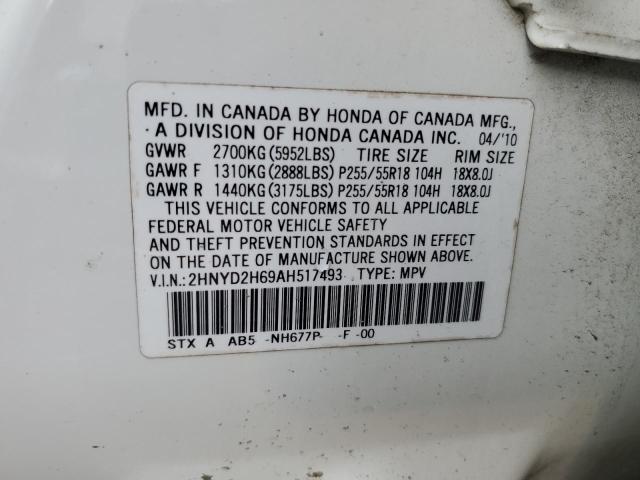 MFD. IN CANADA BY HONDA OF CANADA MFG.,
A DIVISION OF HONDA CANADA INC. 04/10
GVWR 2700KG(5952LBS) TIRE SIZE RIM SIZE
GAWR F 1310KG(2888LBS) P255/55R18 104H 18X8.0J
GAWR R 1440KG(3175LBS) P255/55R18 104H 18X8.0J
THIS VEHICLE CONFORMS TO ALL APPLICABLE
FEDERAL MOTOR VEHICLE SAFETY
AND THEFT PREVENTION STANDARDS IN EFFECT
ON THE DATE OF MANUFACTURE SHOWN ABOVE.
V.I.N.:2HNYD2H69AH517493 TYPE: MPV
STX A AB5 -NH677P- -F -00